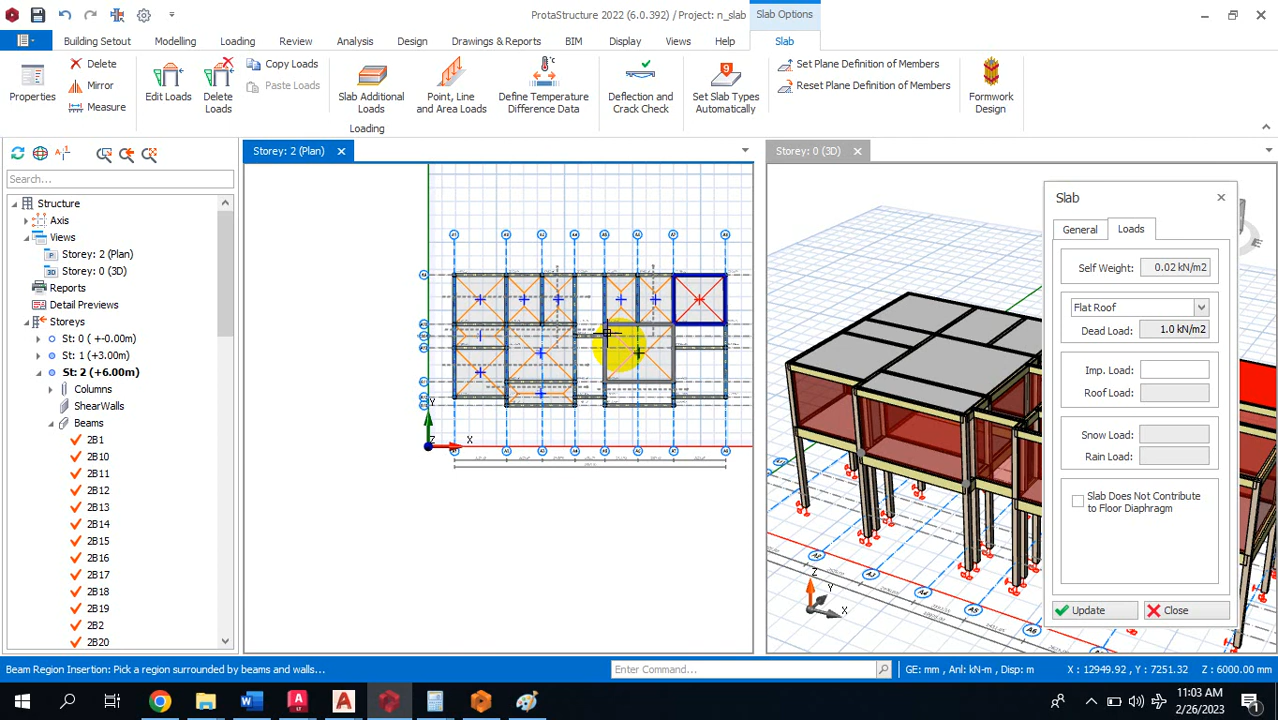 ProtaStructure 2022 (6.0.392) / Project: n_slab
Slab Options
Building Setout
Modelling
Loading
Review
Analysis
Design
Drawings & Reports
BIM
Display
Views
Help
Slab
Properties
Delete
Mirror
Measure
Edit Loads
Delete Loads
Copy Loads
Paste Loads
Slab Additional Loads
Point, Line and Area Loads
Define Temperature Difference Data
Loading
Deflection and Crack Check
Set Slab Types Automatically
Set Plane Definition of Members
Reset Plane Definition of Members
Formwork Design
Storey: 2 (Plan)
Storey: 0 (3D)
Search...
Structure
Axis
Views
Storey: 2 (Plan)
Storey: 0 (3D)
Reports
Detail Previews
Storeys
St: 0 ( +-0.00m)
St: 1 (+3.00m)
St: 2 (+6.00m)
Columns
ShearWalls
Beams
2B1
2B10
2B11
2B12
2B13
2B14
2B15
2B16
2B17
2B18
2B19
2B2
2B20
Y
Z
X
A2
A3
A4
A5
A6
Z
Y
X
Slab
General
Loads
Self Weight: 0.02 kN/m2
Flat Roof
Dead Load: 1.0 kN/m2
Imp. Load:
Roof Load:
Snow Load:
Rain Load:
Slab Does Not Contribute
to Floor Diaphragm
Update
Close
Beam Region Insertion: Pick a region surrounded by beams and walls...
Enter Command...
GE: mm , Anl: kN-m , Disp: m
X : 12949.92
Y : 7251.32
Z : 6000.00 mm
11:03 AM
2/26/2023